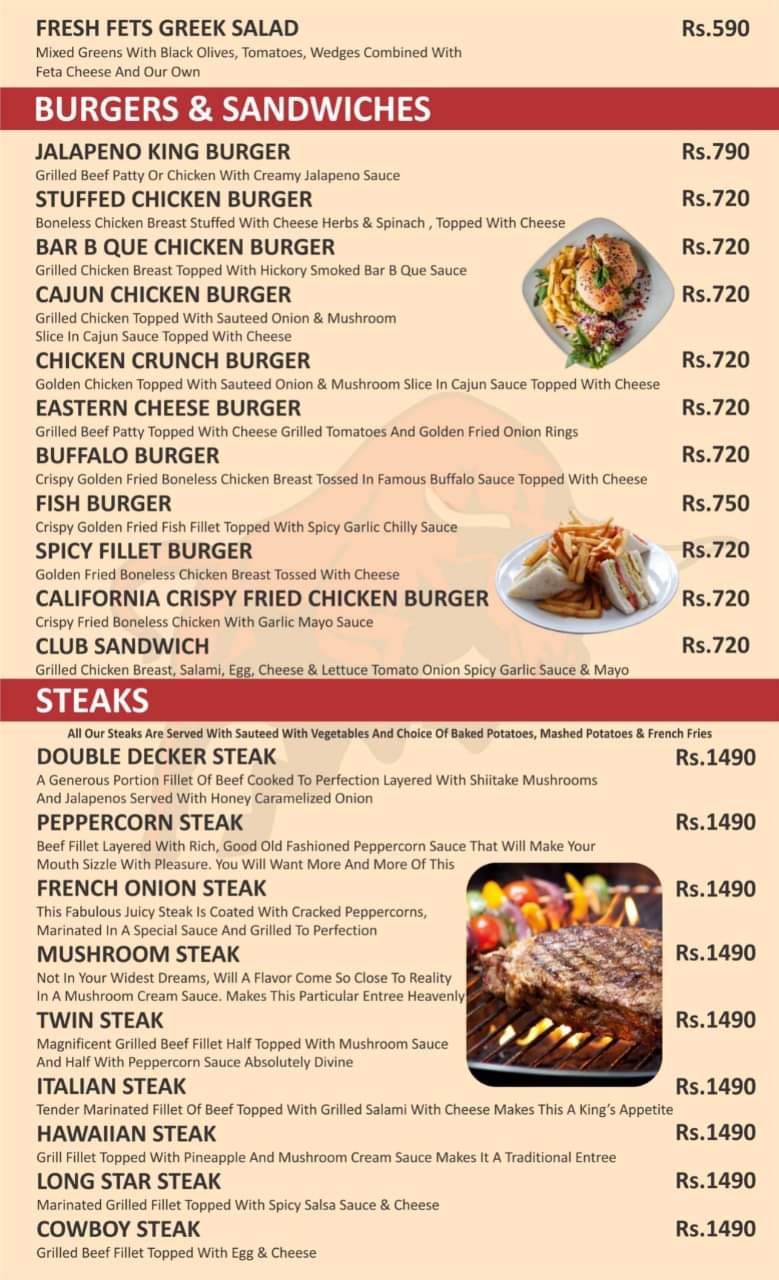 FRESH FETS GREEK SALAD Rs.590
Mixed Greens With Black Olives, Tomatoes, Wedges Combined With
Feta Cheese And Our Own
BURGERS & SANDWICHES
JALAPENO KING BURGER Rs.790
Grilled Beef Patty Or Chicken With Creamy Jalapeno Sauce
STUFFED CHICKEN BURGER Rs.720
Boneless Chicken Breast Stuffed With Cheese Herbs & Spinach , Topped With Cheese
BAR B QUE CHICKEN BURGER Rs.720
Grilled Chicken Breast Topped With Hickory Smoked Bar B Que Sauce
CAJUN CHICKEN BURGER Rs.720
Grilled Chicken Topped With Sauteed Onion & Mushroom
Slice In Cajun Sauce Topped With Cheese
CHICKEN CRUNCH BURGER Rs.720
Golden Chicken Topped With Sauteed Onion & Mushroom Slice In Cajun Sauce Topped With Cheese
EASTERN CHEESE BURGER Rs.720
Grilled Beef Patty Topped With Cheese Grilled Tomatoes And Golden Fried Onion Rings
BUFFALO BURGER Rs.720
Crispy Golden Fried Boneless Chicken Breast Tossed In Famous Buffalo Sauce Topped With Cheese
FISH BURGER Rs.750
Crispy Golden Fried Fish Fillet Topped With Spicy Garlic Chilly Sauce
SPICY FILLET BURGER Rs.720
Golden Fried Boneless Chicken Breast Tossed With Cheese
CALIFORNIA CRISPY FRIED CHICKEN BURGER Rs.720
Crispy Fried Boneless Chicken With Garlic Mayo Sauce
CLUB SANDWICH Rs.720
Grilled Chicken Breast, Salami, Egg, Cheese & Lettuce Tomato Onion Spicy Garlic Sauce & Mayo
STEAKS
All Our Steaks Are Served With Sauteed With Vegetables And Choice Of Baked Potatoes, Mashed Potatoes & French Fries
DOUBLE DECKER STEAK Rs.1490
A Generous Portion Fillet Of Beef Cooked To Perfection Layered With Shiitake Mushrooms
And Jalapenos Served With Honey Caramelized Onion
PEPPERCORN STEAK Rs.1490
Beef Fillet Layered With Rich, Good Old Fashioned Peppercorn Sauce That Will Make Your
Mouth Sizzle With Pleasure. You Will Want More And More Of This
FRENCH ONION STEAK Rs.1490
This Fabulous Juicy Steak Is Coated With Cracked Peppercorns,
Marinated In A Special Sauce And Grilled To Perfection
MUSHROOM STEAK Rs.1490
Not In Your Widest Dreams, Will A Flavor Come So Close To Reality
In A Mushroom Cream Sauce. Makes This Particular Entree Heavenly
TWIN STEAK Rs.1490
Magnificent Grilled Beef Fillet Half Topped With Mushroom Sauce
And Half With Peppercorn Sauce Absolutely Divine
ITALIAN STEAK Rs.1490
Tender Marinated Fillet Of Beef Topped With Grilled Salami With Cheese Makes This A King's Appetite
HAWAIIAN STEAK Rs.1490
Grill Fillet Topped With Pineapple And Mushroom Cream Sauce Makes It A Traditional Entree
LONG STAR STEAK Rs.1490
Marinated Grilled Fillet Topped With Spicy Salsa Sauce & Cheese
COWBOY STEAK Rs.1490
Grilled Beef Fillet Topped With Egg & Cheese